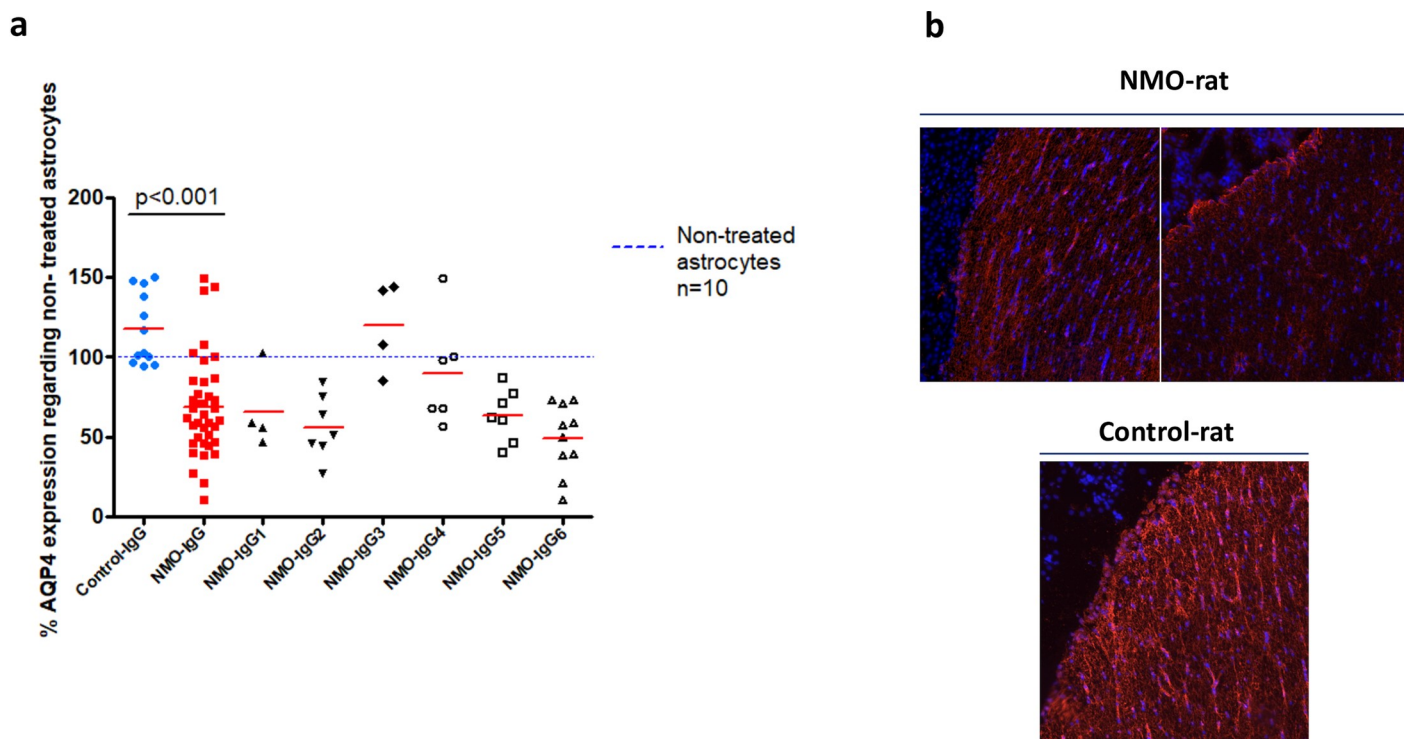 a
b
% AQP4 expression regarding non- treated astrocytes
200
150
100
50
0
p<0.001
Control-IgG
NMO-IgG
NMO-IgG1
NMO-IgG2
NMO-IgG3
NMO-IgG4
NMO-IgG5
NMO-IgG6
Non-treated
astrocytes
n=10
NMO-rat
Control-rat